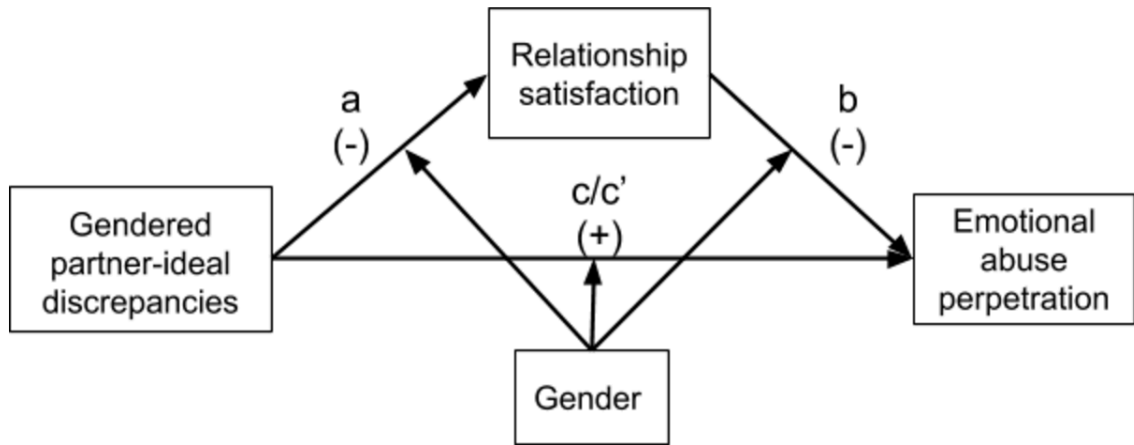 Relationship
satisfaction
a
(-)
b
(-)
c/c’
(+)
Gendered
partner-ideal
discrepancies
Emotional
abuse
perpetration
Gender